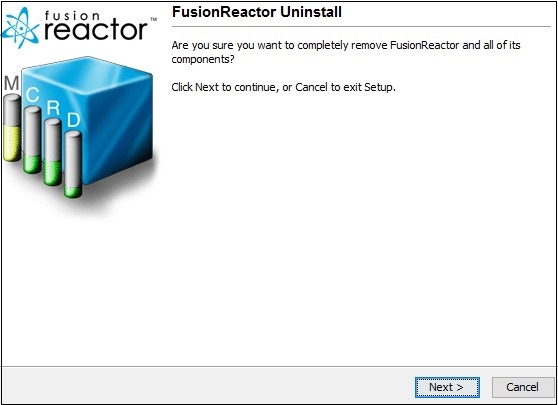 fusion
reactor™
M
C
R
D
FusionReactor Uninstall
Are you sure you want to completely remove FusionReactor and all of its
components?
Click Next to continue, or Cancel to exit Setup.
Next >
Cancel